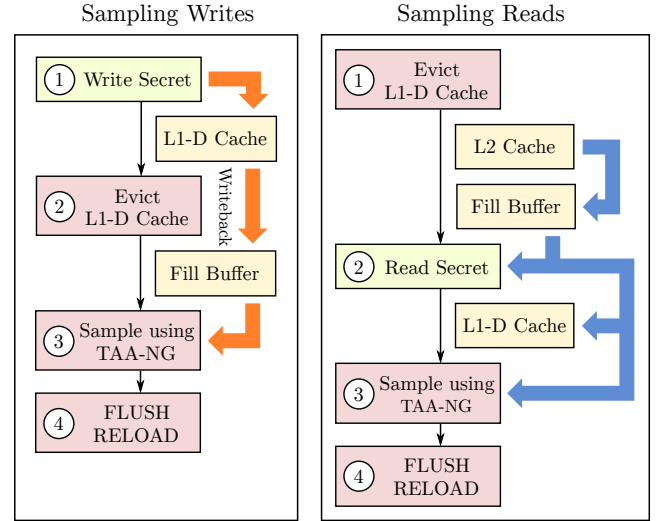 Sampling Writes
1 Write Secret
L1-D Cache
2 Evict
L1-D Cache
Writeback
Fill Buffer
3 Sample using
TAA-NG
4 FLUSH
RELOAD
Sampling Reads
1 Evict
L1-D Cache
L2 Cache
Fill Buffer
2 Read Secret
L1-D Cache
3 Sample using
TAA-NG
4 FLUSH
RELOAD